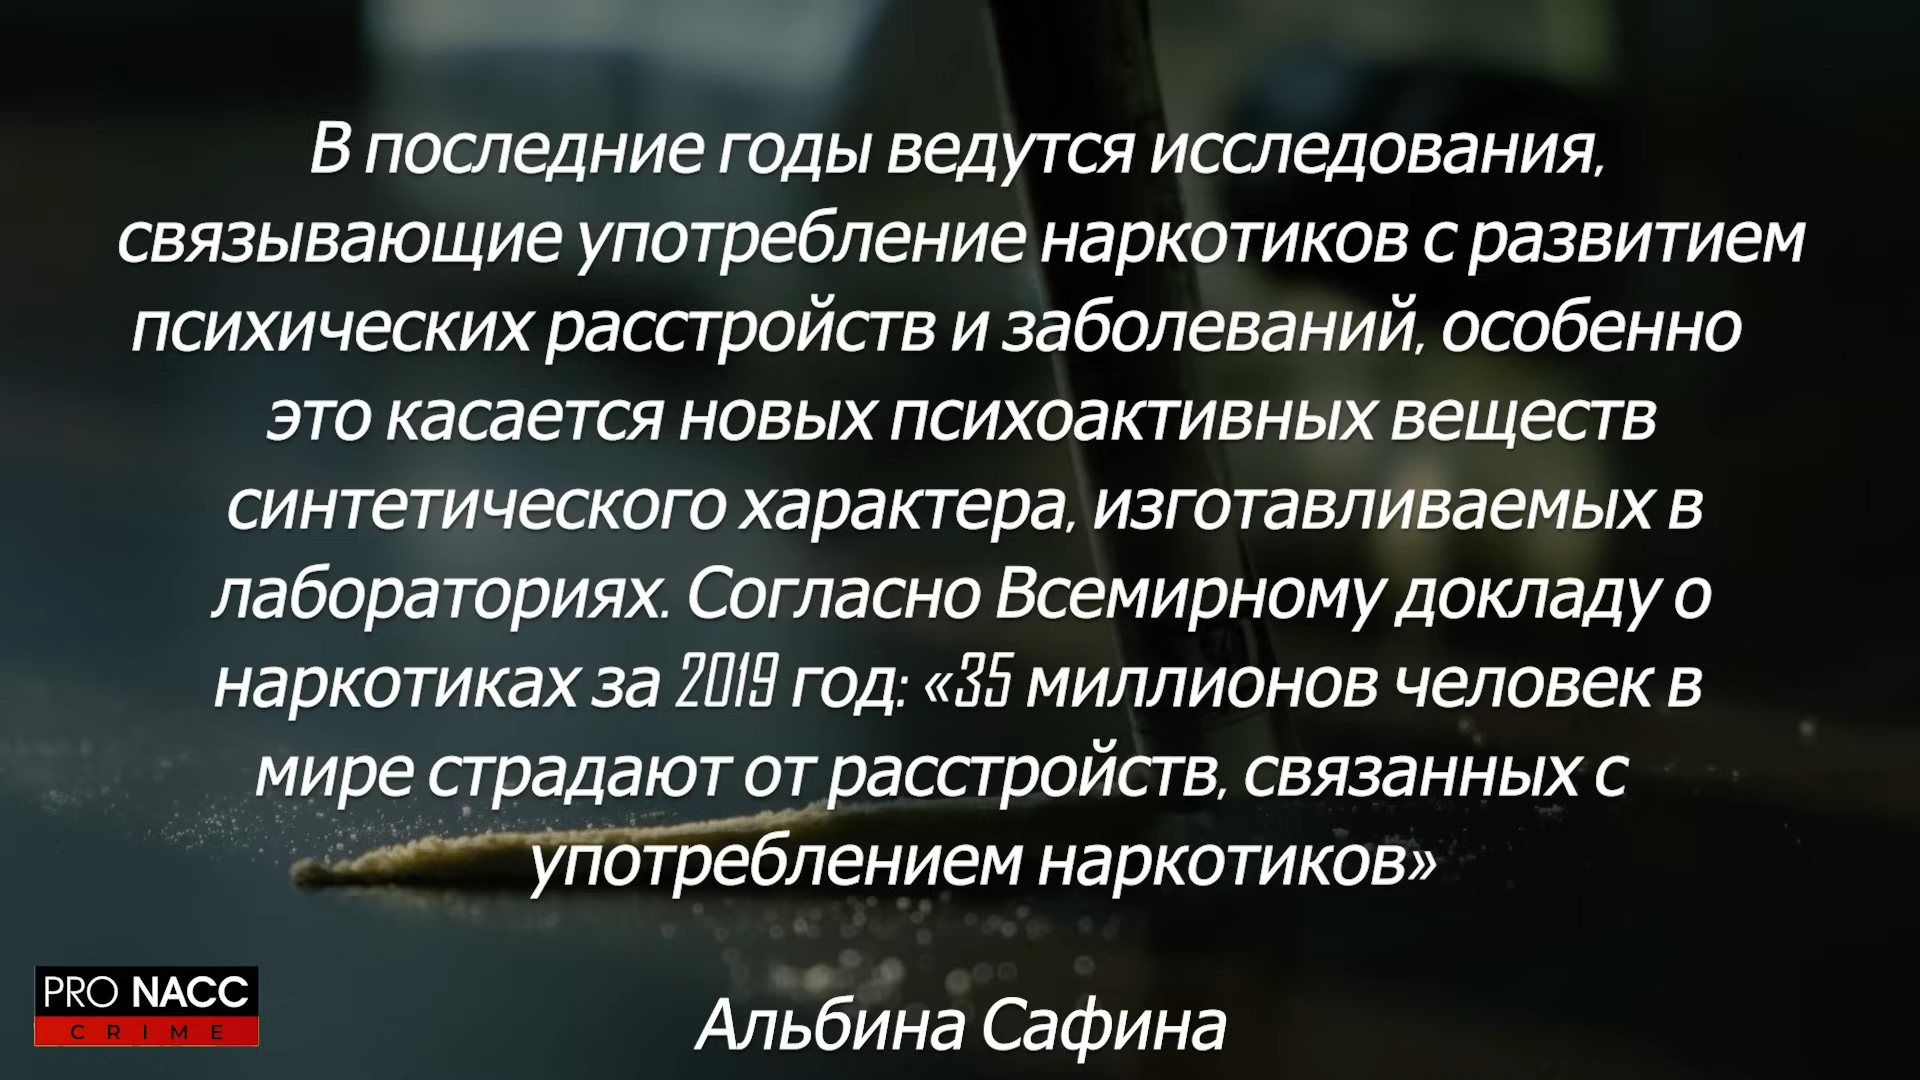 В последние годы ведутся исследования,
связывающие употребление наркотиков с развитием
психических расстройств и заболеваний, особенно
это касается новых психоактивных веществ
синтетического характера, изготавливаемых в
лабораториях. Согласно Всемирному докладу о
наркотиках за 2019 год: «35 миллионов человек в
мире страдают от расстройств, связанных с
употреблением наркотиков»
Альбина Сафина
PRO NACC
CRIME